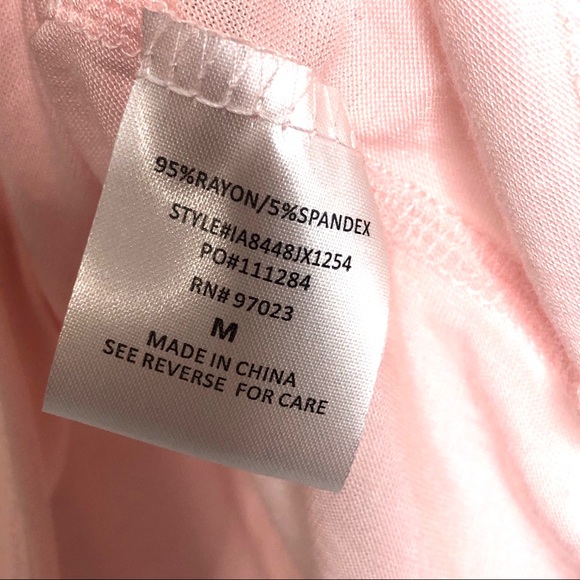 95%RAYON/5%SPANDEX
STYLE#IA8448JX1254
PO#111284
RN# 97023
M
MADE IN CHINA
SEE REVERSE FOR CARE